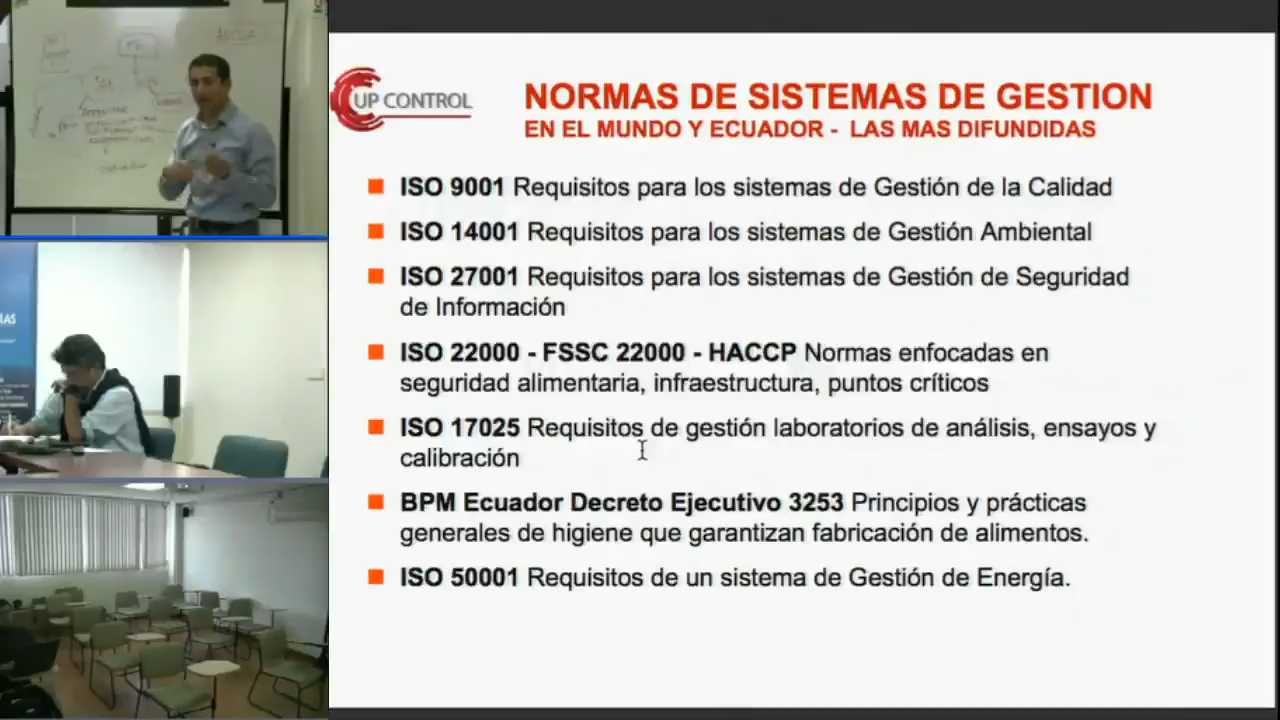 UP CONTROL
NORMAS DE SISTEMAS DE GESTION
EN EL MUNDO Y ECUADOR - LAS MAS DIFUNDIDAS
ISO 9001 Requisitos para los sistemas de Gestión de la Calidad
ISO 14001 Requisitos para los sistemas de Gestión Ambiental
ISO 27001 Requisitos para los sistemas de Gestión de Seguridad
de Información
ISO 22000 - FSSC 22000 - HACCP Normas enfocadas en
seguridad alimentaria, infraestructura, puntos críticos
ISO 17025 Requisitos de gestión laboratorios de análisis, ensayos y
calibración
BPM Ecuador Decreto Ejecutivo 3253 Principios y prácticas
generales de higiene que garantizan fabricación de alimentos.
ISO 50001 Requisitos de un sistema de Gestión de Energía.